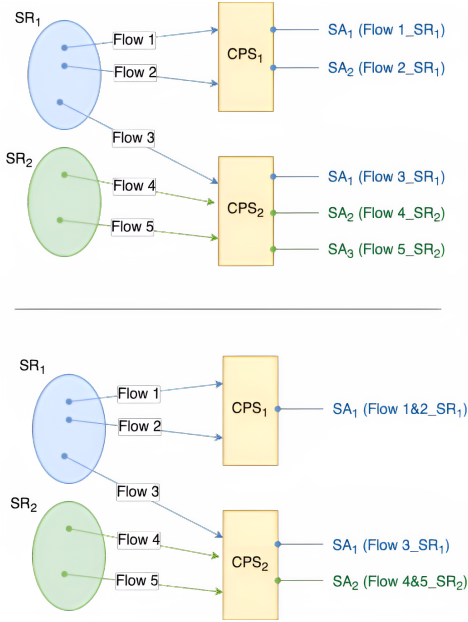 SR₁
Flow 1
SA₁ (Flow 1_SR₁)
Flow 2
CPS₁
SA₂ (Flow 2_SR₁)
Flow 3
SR₂
SA₁ (Flow 3_SR₁)
Flow 4
CPS₂
SA₂ (Flow 4_SR₂)
Flow 5
SA₃ (Flow 5_SR₂)
SR₁
Flow 1
CPS₁
SA₁ (Flow 1&2_SR₁)
Flow 2
Flow 3
SR₂
Flow 4
SA₁ (Flow 3_SR₁)
CPS₂
Flow 5
SA₂ (Flow 4&5_SR₂)